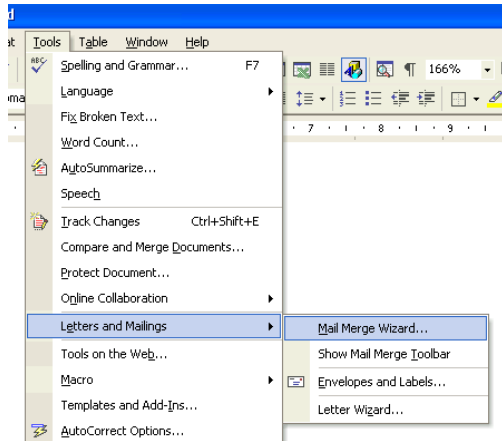 d
at Tools Table Window Help
ABC Spelling and Grammar... F7
166%
Language
oma
Fix Broken Text...
7 8 9
Word Count...
AutoSummarize...
Speech
Track Changes Ctrl+Shift+E
Compare and Merge Documents...
Protect Document...
Online Collaboration
Letters and Mailings
Mail Merge Wizard...
Tools on the Web...
Show Mail Merge Toolbar
Macro
Envelopes and Labels...
Templates and Add-Ins...
Letter Wizard...
AutoCorrect Options...